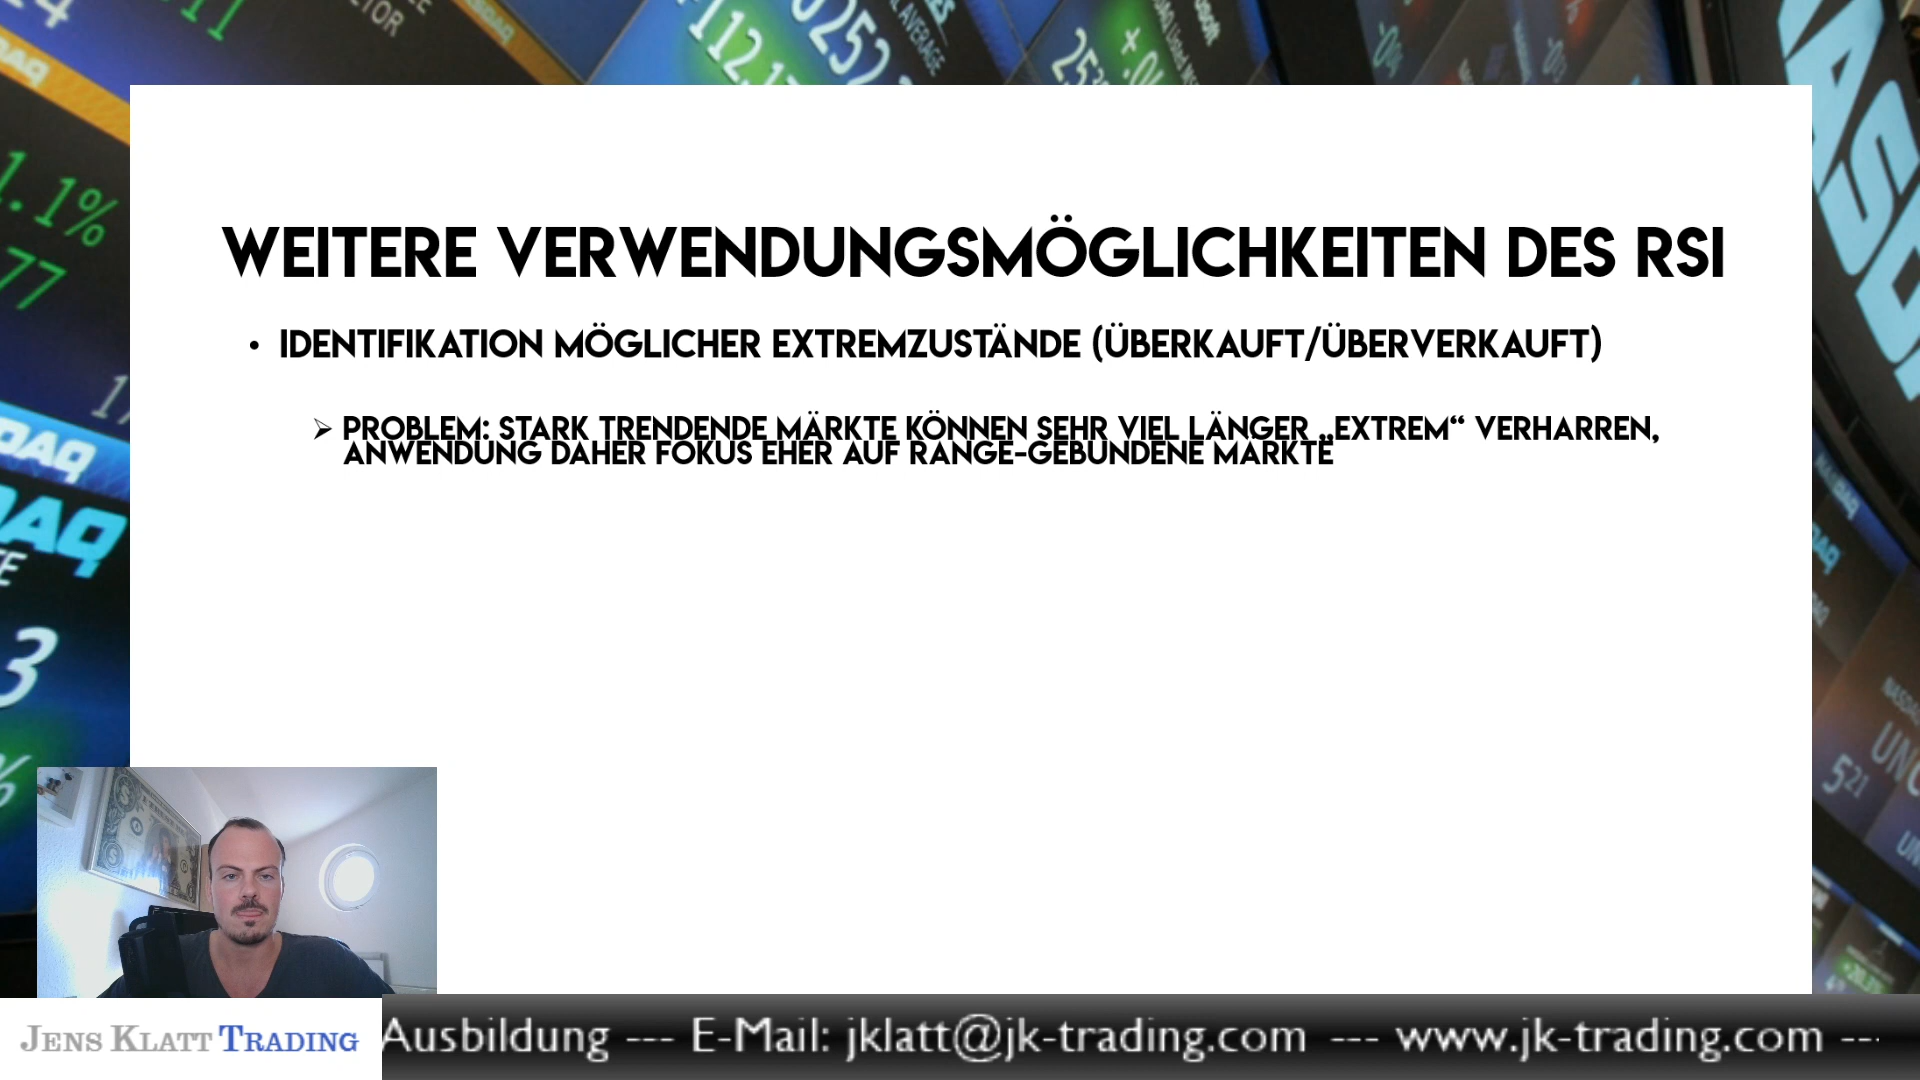 WEITERE VERWENDUNGSMÖGLICHKEITEN DES RSI
• IDENTIFIKATION MÖGLICHER EXTREMZUSTÄNDE (ÜBERKAUFT/ÜBERVERKAUFT)
➢ PROBLEM: STARK TRENDENDE MÄRKTE KÖNNEN SEHR VIEL LÄNGER „EXTREM“ VERHARREN,
ANWENDUNG DAHER FOKUS EHER AUF RANGE-GEBUNDENE MÄRKTE
JENS KLATT TRADING
Ausbildung --- E-Mail: jklatt@jk-trading.com --- www.jk-trading.com ---